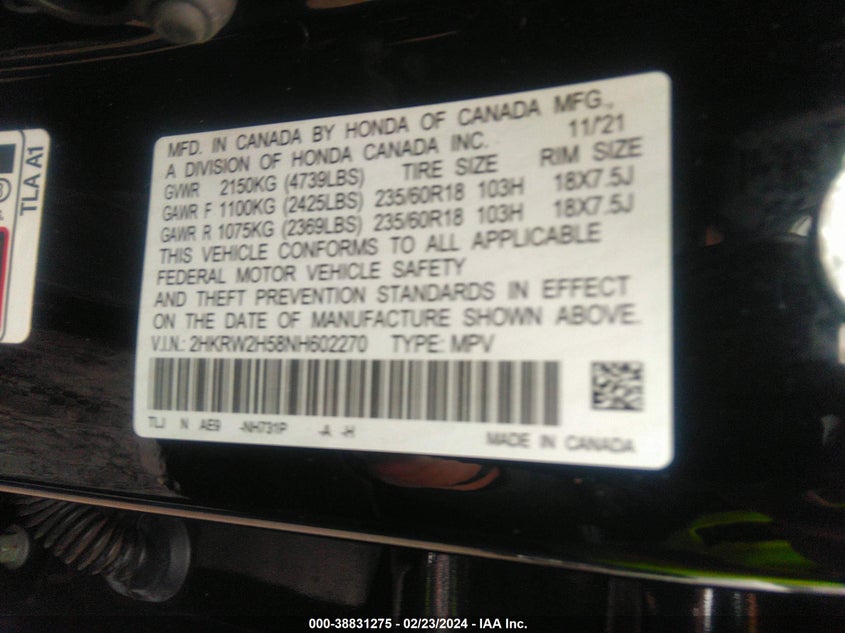 MFD. IN CANADA BY HONDA OF CANADA MFG.,
A DIVISION OF HONDA CANADA INC. 11/'21
GVWR 2150KG (4739LBS) TIRE SIZE RIM SIZE
GAWR F 1100KG (2425LBS) 235/60R18 103H 18X7.5J
GAWR R 1075KG (2369LBS) 235/60R18 103H 18X7.5J
THIS VEHICLE CONFORMS TO ALL APPLICABLE
FEDERAL MOTOR VEHICLE SAFETY
AND THEFT PREVENTION STANDARDS IN EFFECT
ON THE DATE OF MANUFACTURE SHOWN ABOVE.
V.I.N.: 2HKRW2H58NH602270 TYPE: MPV
TLJ N AE9 -NH731P -A -H
MADE IN CANADA
TLA A1
000-38831275 - 02/23/2024 - IAA Inc.